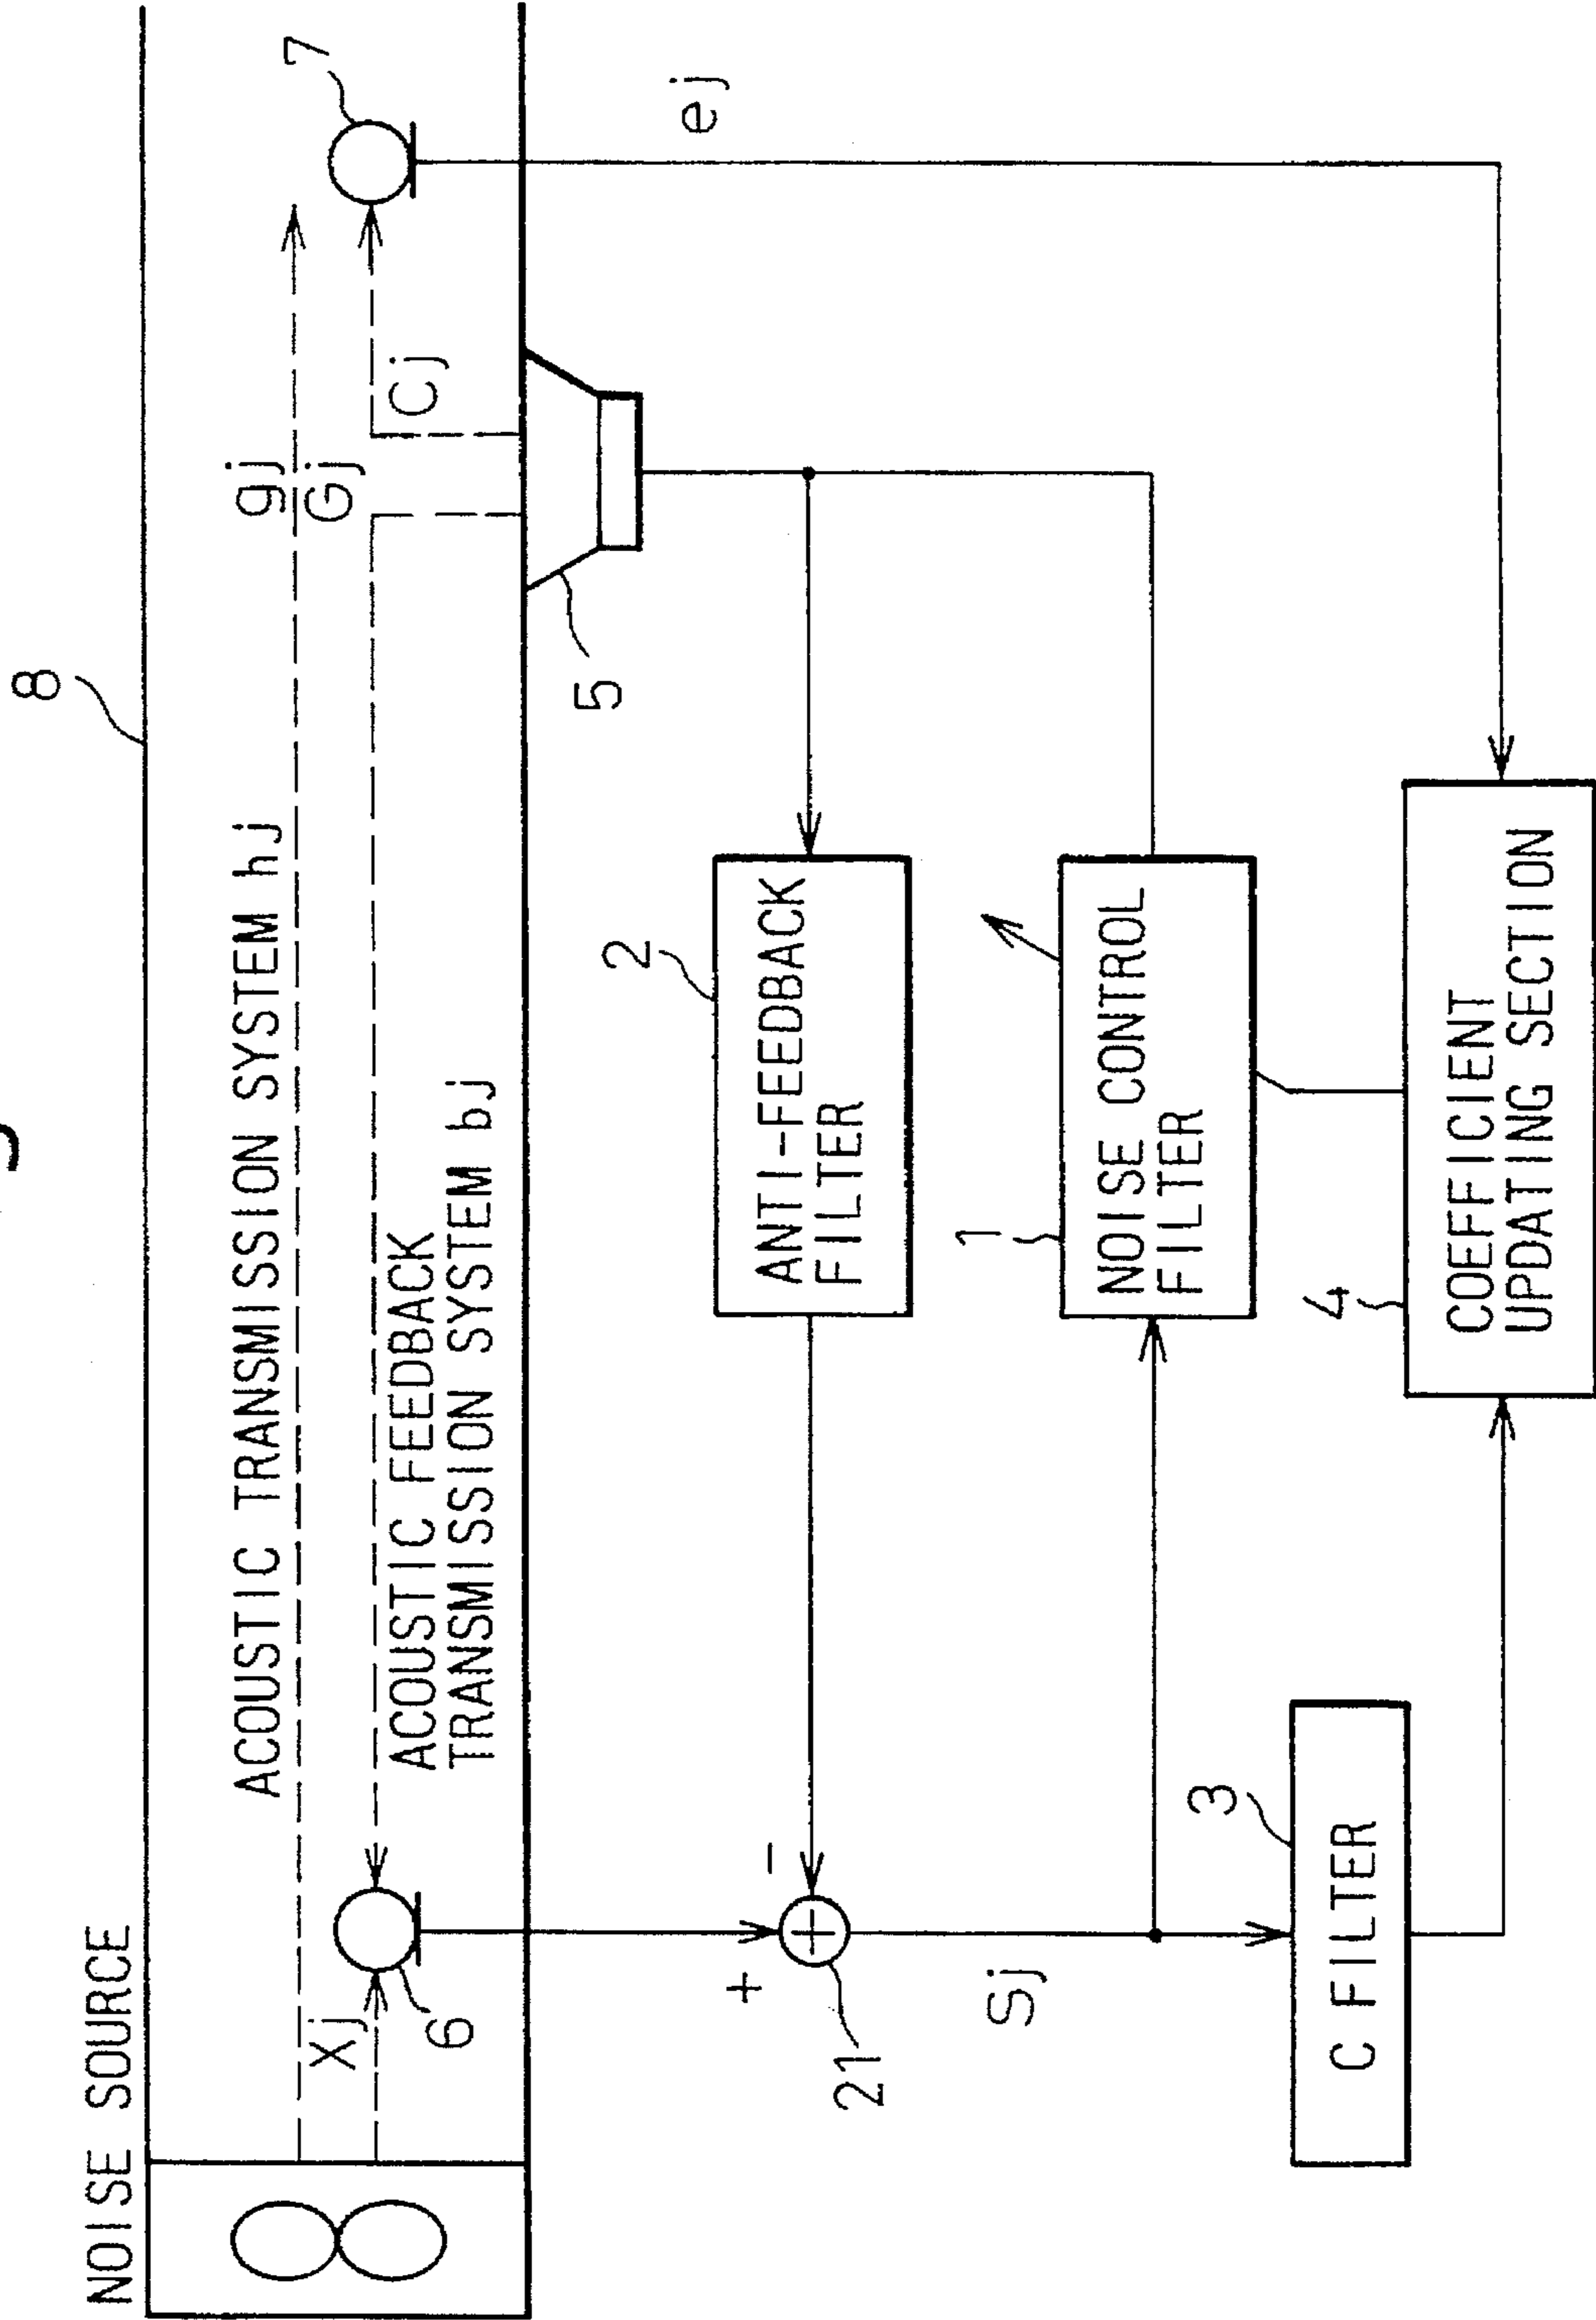 8
NOISE SOURCE
ACOUSTIC TRANSMISSION SYSTEM hj
gj
Gj
Xj
6
ACOUSTIC FEEDBACK
TRANSMISSION SYSTEM bj
Cj
7
5
ej
+
-
21
Sj
2
ANTI-FEEDBACK
FILTER
1
NOISE CONTROL
FILTER
3
C FILTER
4
COEFFICIENT
UPDATING SECTION